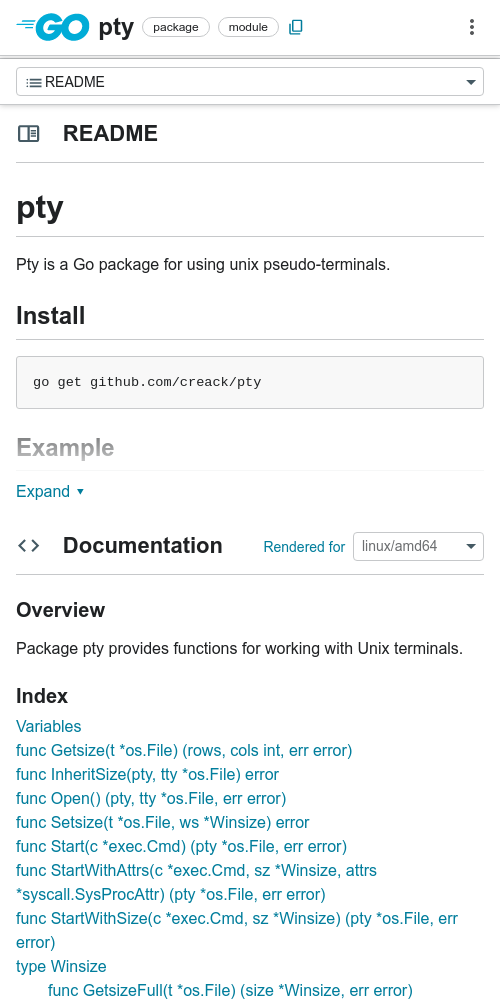 GO pty package module
README
README
pty
Pty is a Go package for using unix pseudo-terminals.
Install
go get github.com/creack/pty
Example
Expand ▾
Documentation Rendered for linux/amd64
Overview
Package pty provides functions for working with Unix terminals.
Index
Variables
func Getsize(t *os.File) (rows, cols int, err error)
func InheritSize(pty, tty *os.File) error
func Open() (pty, tty *os.File, err error)
func Setsize(t *os.File, ws *Winsize) error
func Start(c *exec.Cmd) (pty *os.File, err error)
func StartWithAttrs(c *exec.Cmd, sz *Winsize, attrs
*syscall.SysProcAttr) (pty *os.File, err error)
func StartWithSize(c *exec.Cmd, sz *Winsize) (pty *os.File, err
error)
type Winsize
func GetsizeFull(t *os.File) (size *Winsize, err error)